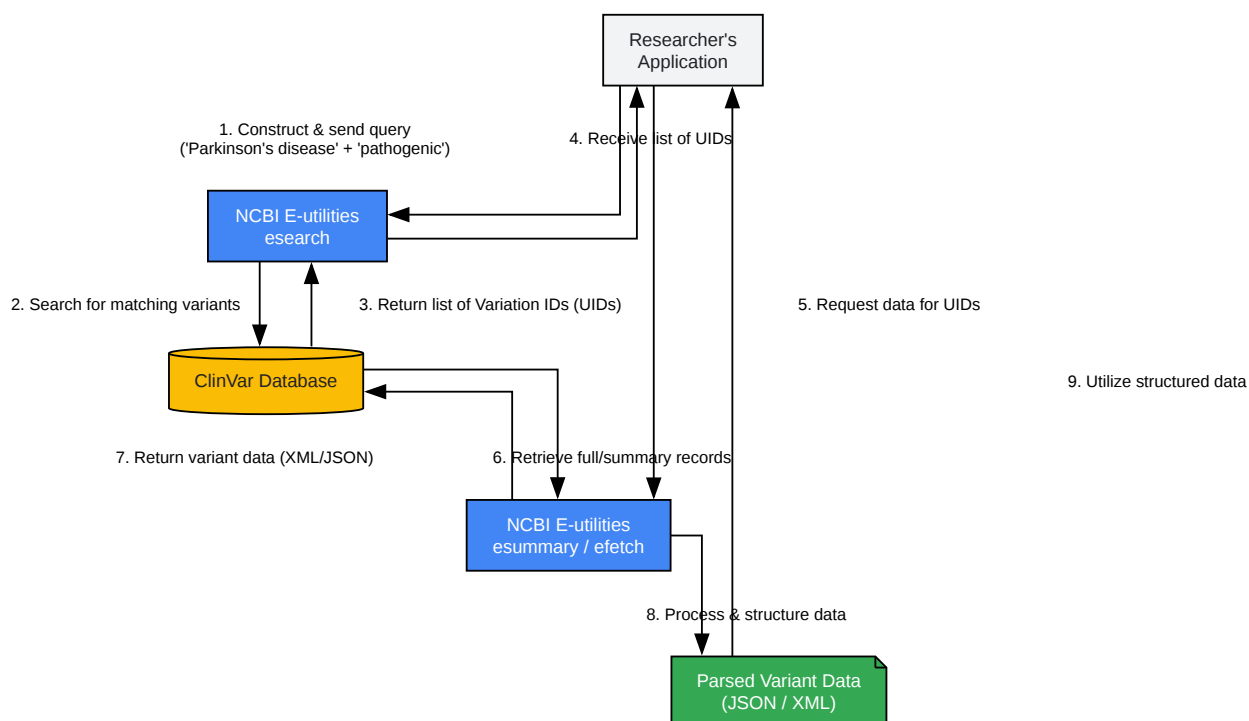 Researcher's
Application
1. Construct & send query
('Parkinson's disease' + 'pathogenic')
4. Receive list of UIDs
NCBI E-utilities
esearch
2. Search for matching variants
3. Return list of Variation IDs (UIDs)
5. Request data for UIDs
ClinVar Database
9. Utilize structured data
7. Return variant data (XML/JSON)
6. Retrieve full/summary records
NCBI E-utilities
esummary / efetch
8. Process & structure data
Parsed Variant Data
(JSON / XML)